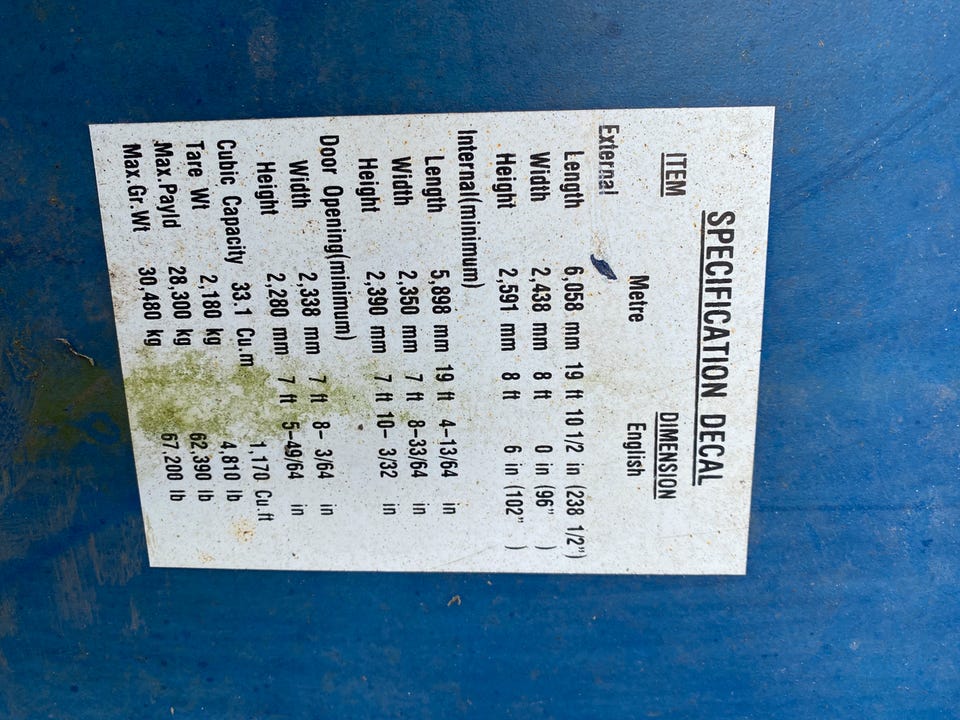 SPECIFICATION DECAL
ITEM DIMENSION
Metre English
External
Length 6,058 mm 19 ft 10 1/2 in (238 1/2")
Width 2,438 mm 8 ft 0 in (96" )
Height 2,591 mm 8 ft 6 in (102" )
Internal(minimum)
Length 5,898 mm 19 ft 4-13/64 in
Width 2,350 mm 7 ft 8-33/64 in
Height 2,390 mm 7 ft 10- 3/32 in
Door Opening(minimum)
Width 2,338 mm 7 ft 8- 3/64 in
Height 2,280 mm 7 ft 5-49/64 in
Cubic Capacity 33.1 Cu.m 1,170 Cu.ft
Tare Wt 2,180 kg 4,810 lb
Max.Payld 28,300 kg 62,390 lb
Max.Gr.Wt 30,480 kg 67,200 lb